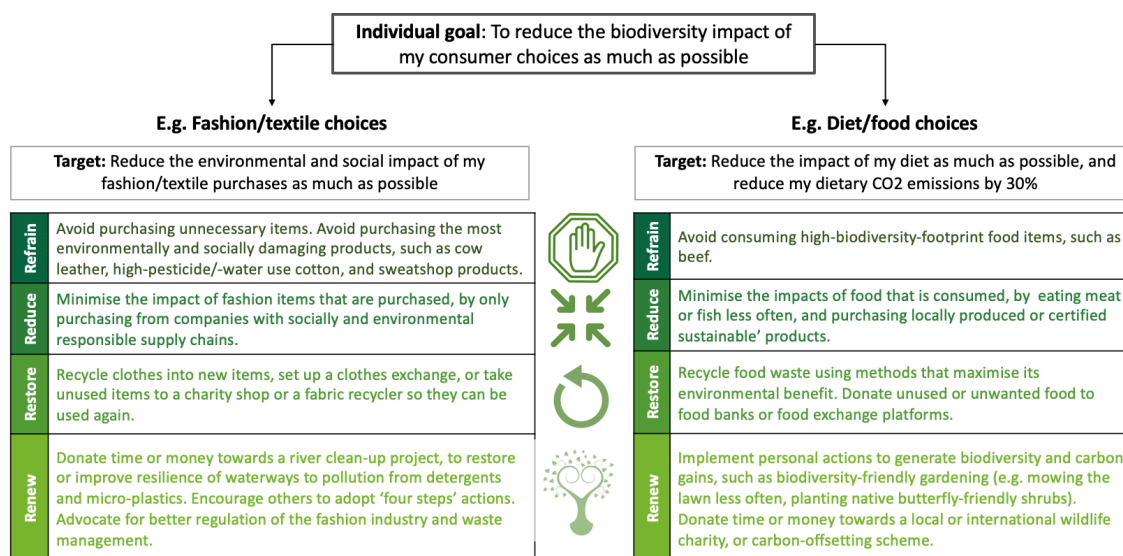 Individual goal: To reduce the biodiversity impact of
my consumer choices as much as possible
E.g. Fashion/textile choices
Target: Reduce the environmental and social impact of my
fashion/textile purchases as much as possible
Refrain
Avoid purchasing unnecessary items. Avoid purchasing the most
environmentally and socially damaging products, such as cow
leather, high-pesticide/-water use cotton, and sweatshop products.
Reduce
Minimise the impact of fashion items that are purchased, by only
purchasing from companies with socially and environmental
responsible supply chains.
Restore
Recycle clothes into new items, set up a clothes exchange, or take
unused items to a charity shop or a fabric recycler so they can be
used again.
Renew
Donate time or money towards a river clean-up project, to restore
or improve resilience of waterways to pollution from detergents
and micro-plastics. Encourage others to adopt ‘four steps’ actions.
Advocate for better regulation of the fashion industry and waste
management.
E.g. Diet/food choices
Target: Reduce the impact of my diet as much as possible, and
reduce my dietary CO2 emissions by 30%
Refrain
Avoid consuming high-biodiversity-footprint food items, such as
beef.
Reduce
Minimise the impacts of food that is consumed, by eating meat
or fish less often, and purchasing locally produced or certified
sustainable’ products.
Restore
Recycle food waste using methods that maximise its
environmental benefit. Donate unused or unwanted food to
food banks or food exchange platforms.
Renew
Implement personal actions to generate biodiversity and carbon
gains, such as biodiversity-friendly gardening (e.g. mowing the
lawn less often, planting native butterfly-friendly shrubs).
Donate time or money towards a local or international wildlife
charity, or carbon-offsetting scheme.